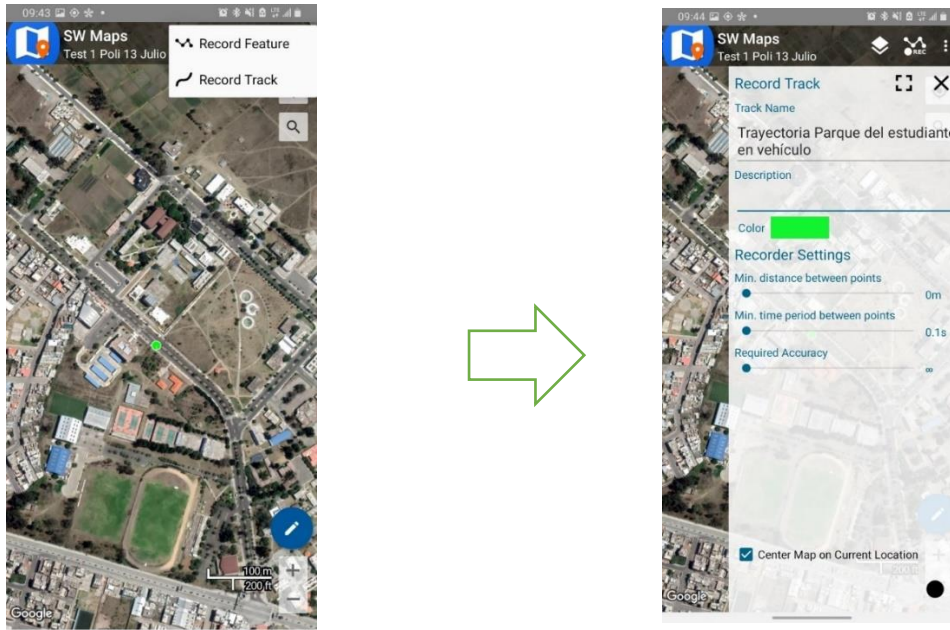 09:43
SW Maps
Test 1 Poli 13 Julio
Record Feature
Record Track
100 m
200 ft
Google
09:44
SW Maps
Test 1 Poli 13 Julio
REC
Record Track
Track Name
Trayectoria Parque del estudiante
en vehículo
Description
Color
Recorder Settings
Min. distance between points
0m
Min. time period between points
0.1s
Required Accuracy
∞
Center Map on Current Location
200 ft
Google